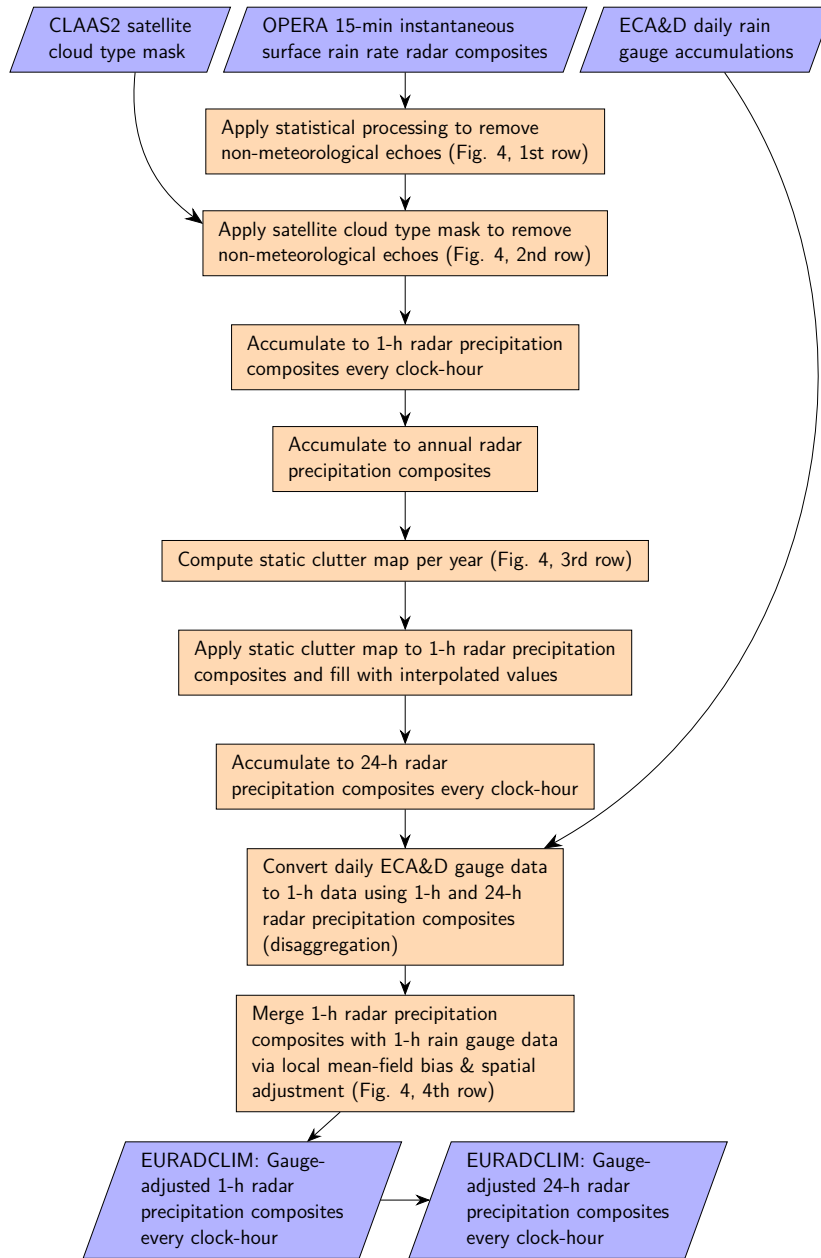 CLAAS2 satellite
cloud type mask
OPERA 15-min instantaneous
surface rain rate radar composites
ECA&D daily rain
gauge accumulations
Apply statistical processing to remove
non-meteorological echoes (Fig. 4, 1st row)
Apply satellite cloud type mask to remove
non-meteorological echoes (Fig. 4, 2nd row)
Accumulate to 1-h radar precipitation
composites every clock-hour
Accumulate to annual radar
precipitation composites
Compute static clutter map per year (Fig. 4, 3rd row)
Apply static clutter map to 1-h radar precipitation
composites and fill with interpolated values
Accumulate to 24-h radar
precipitation composites every clock-hour
Convert daily ECA&D gauge data
to 1-h data using 1-h and 24-h
radar precipitation composites
(disaggregation)
Merge 1-h radar precipitation
composites with 1-h rain gauge data
via local mean-field bias & spatial
adjustment (Fig. 4, 4th row)
EURADCLIM: Gauge-
adjusted 1-h radar
precipitation composites
every clock-hour
EURADCLIM: Gauge-
adjusted 24-h radar
precipitation composites
every clock-hour